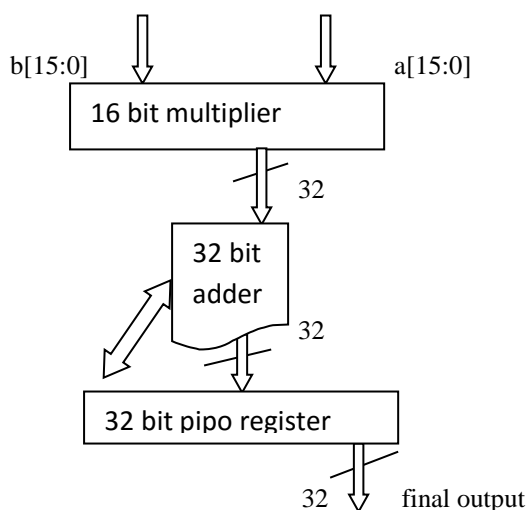 b[15:0]
a[15:0]
16 bit multiplier
32
32 bit
adder
32
32 bit pipo register
32
final output